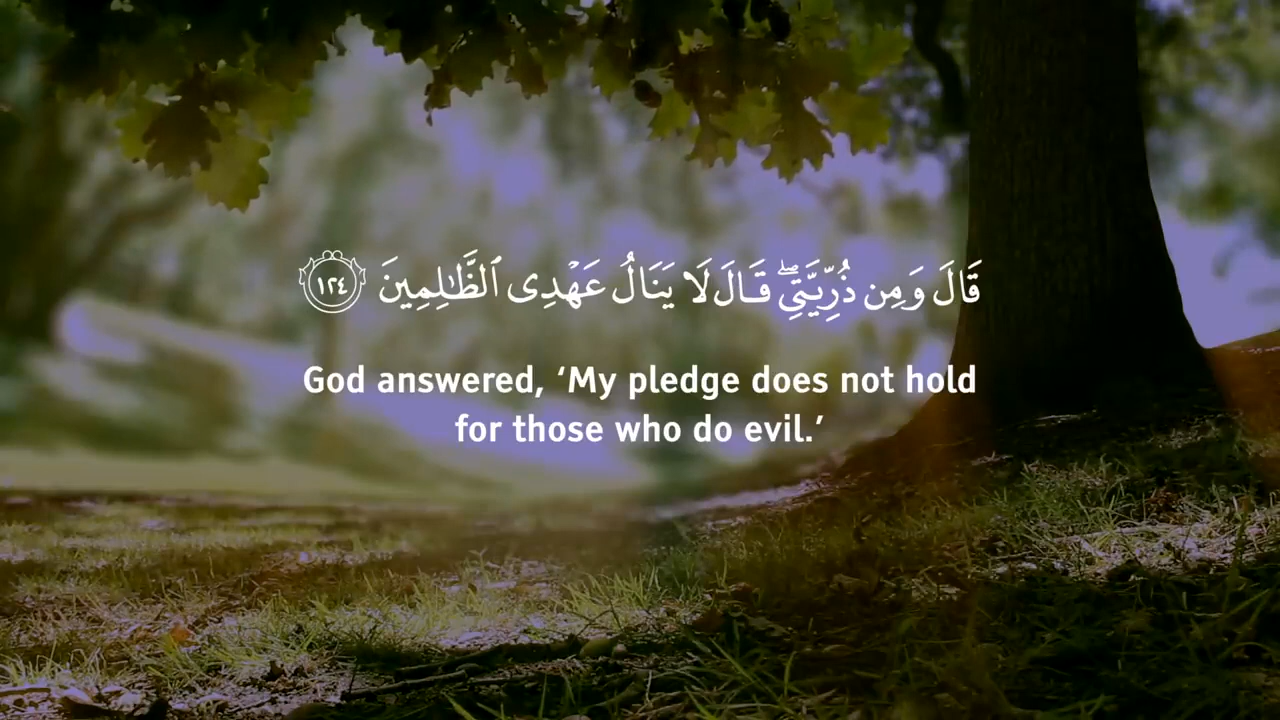 قَالَ وَمِن ذُرِّيَّتِىۖ قَالَ لَا يَنَالُ عَهْدِى ٱلظَّـٰلِمِينَ ١٢٤
God answered, ‘My pledge does not hold
for those who do evil.’